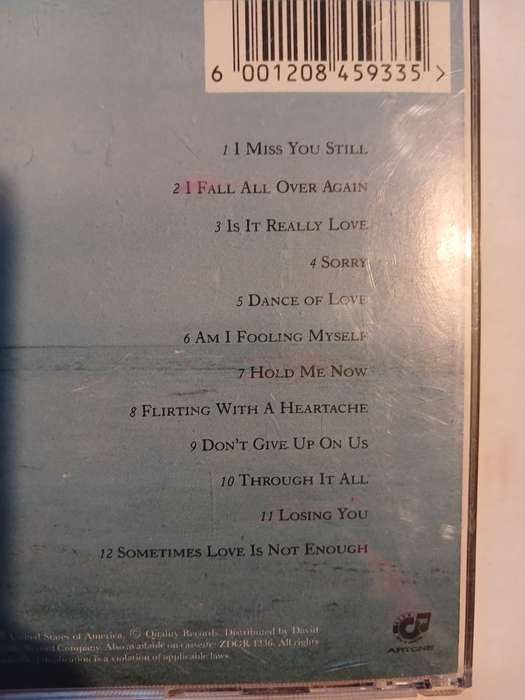 6 001208 459335 >
1 I Miss You Still
2 I Fall All Over Again
3 Is It Really Love
4 Sorry
5 Dance of Love
6 Am I Fooling Myself
7 Hold Me Now
8 Flirting With A Heartache
9 Don't Give Up On Us
10 Through It All
11 Losing You
12 Sometimes Love Is Not Enough
United States of America. © Quality Records. Distributed by David
Company. Also available on cassette: ZDGR 1236. All rights
is a violation of applicable laws.
ARTONE